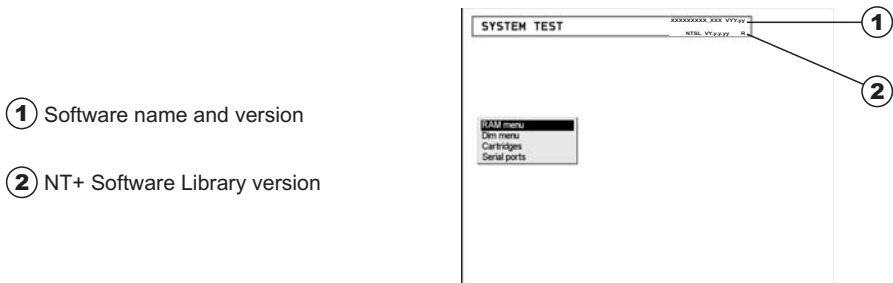 SYSTEM TEST
XXXXXXXXX_XXX VYY.yy
NTSL VY.y.y.yy R
1
2
1 Software name and version
2 NT+ Software Library version
RAM menu
Dim menu
Cartridges
Serial ports